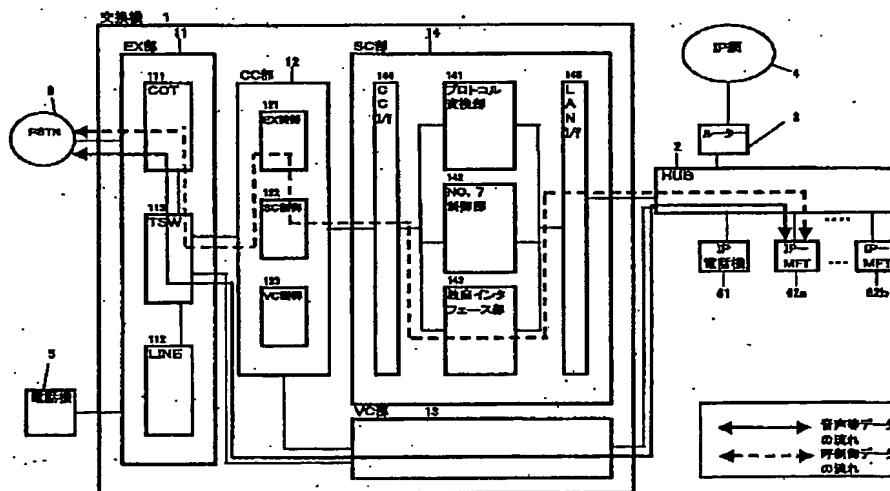 交換機 1
EX部 11
111
COT
113
TSW
112
LINE
9
PSTN
5
電話機
CC部 12
121
EX制御
122
SC制御
123
VC制御
SC部 14
144
CC I/f
141
プロトコル
変換部
142
NO. 7
制御部
143
独自インタ
フェース部
145
LAN I/f
VC部 13
IP網
4
ルータ
3
2
HUB
IP
電話機
61
IP-
MFT
62a
IP-
MFT
62b
音声等データ
の流れ
呼制御データ
の流れ